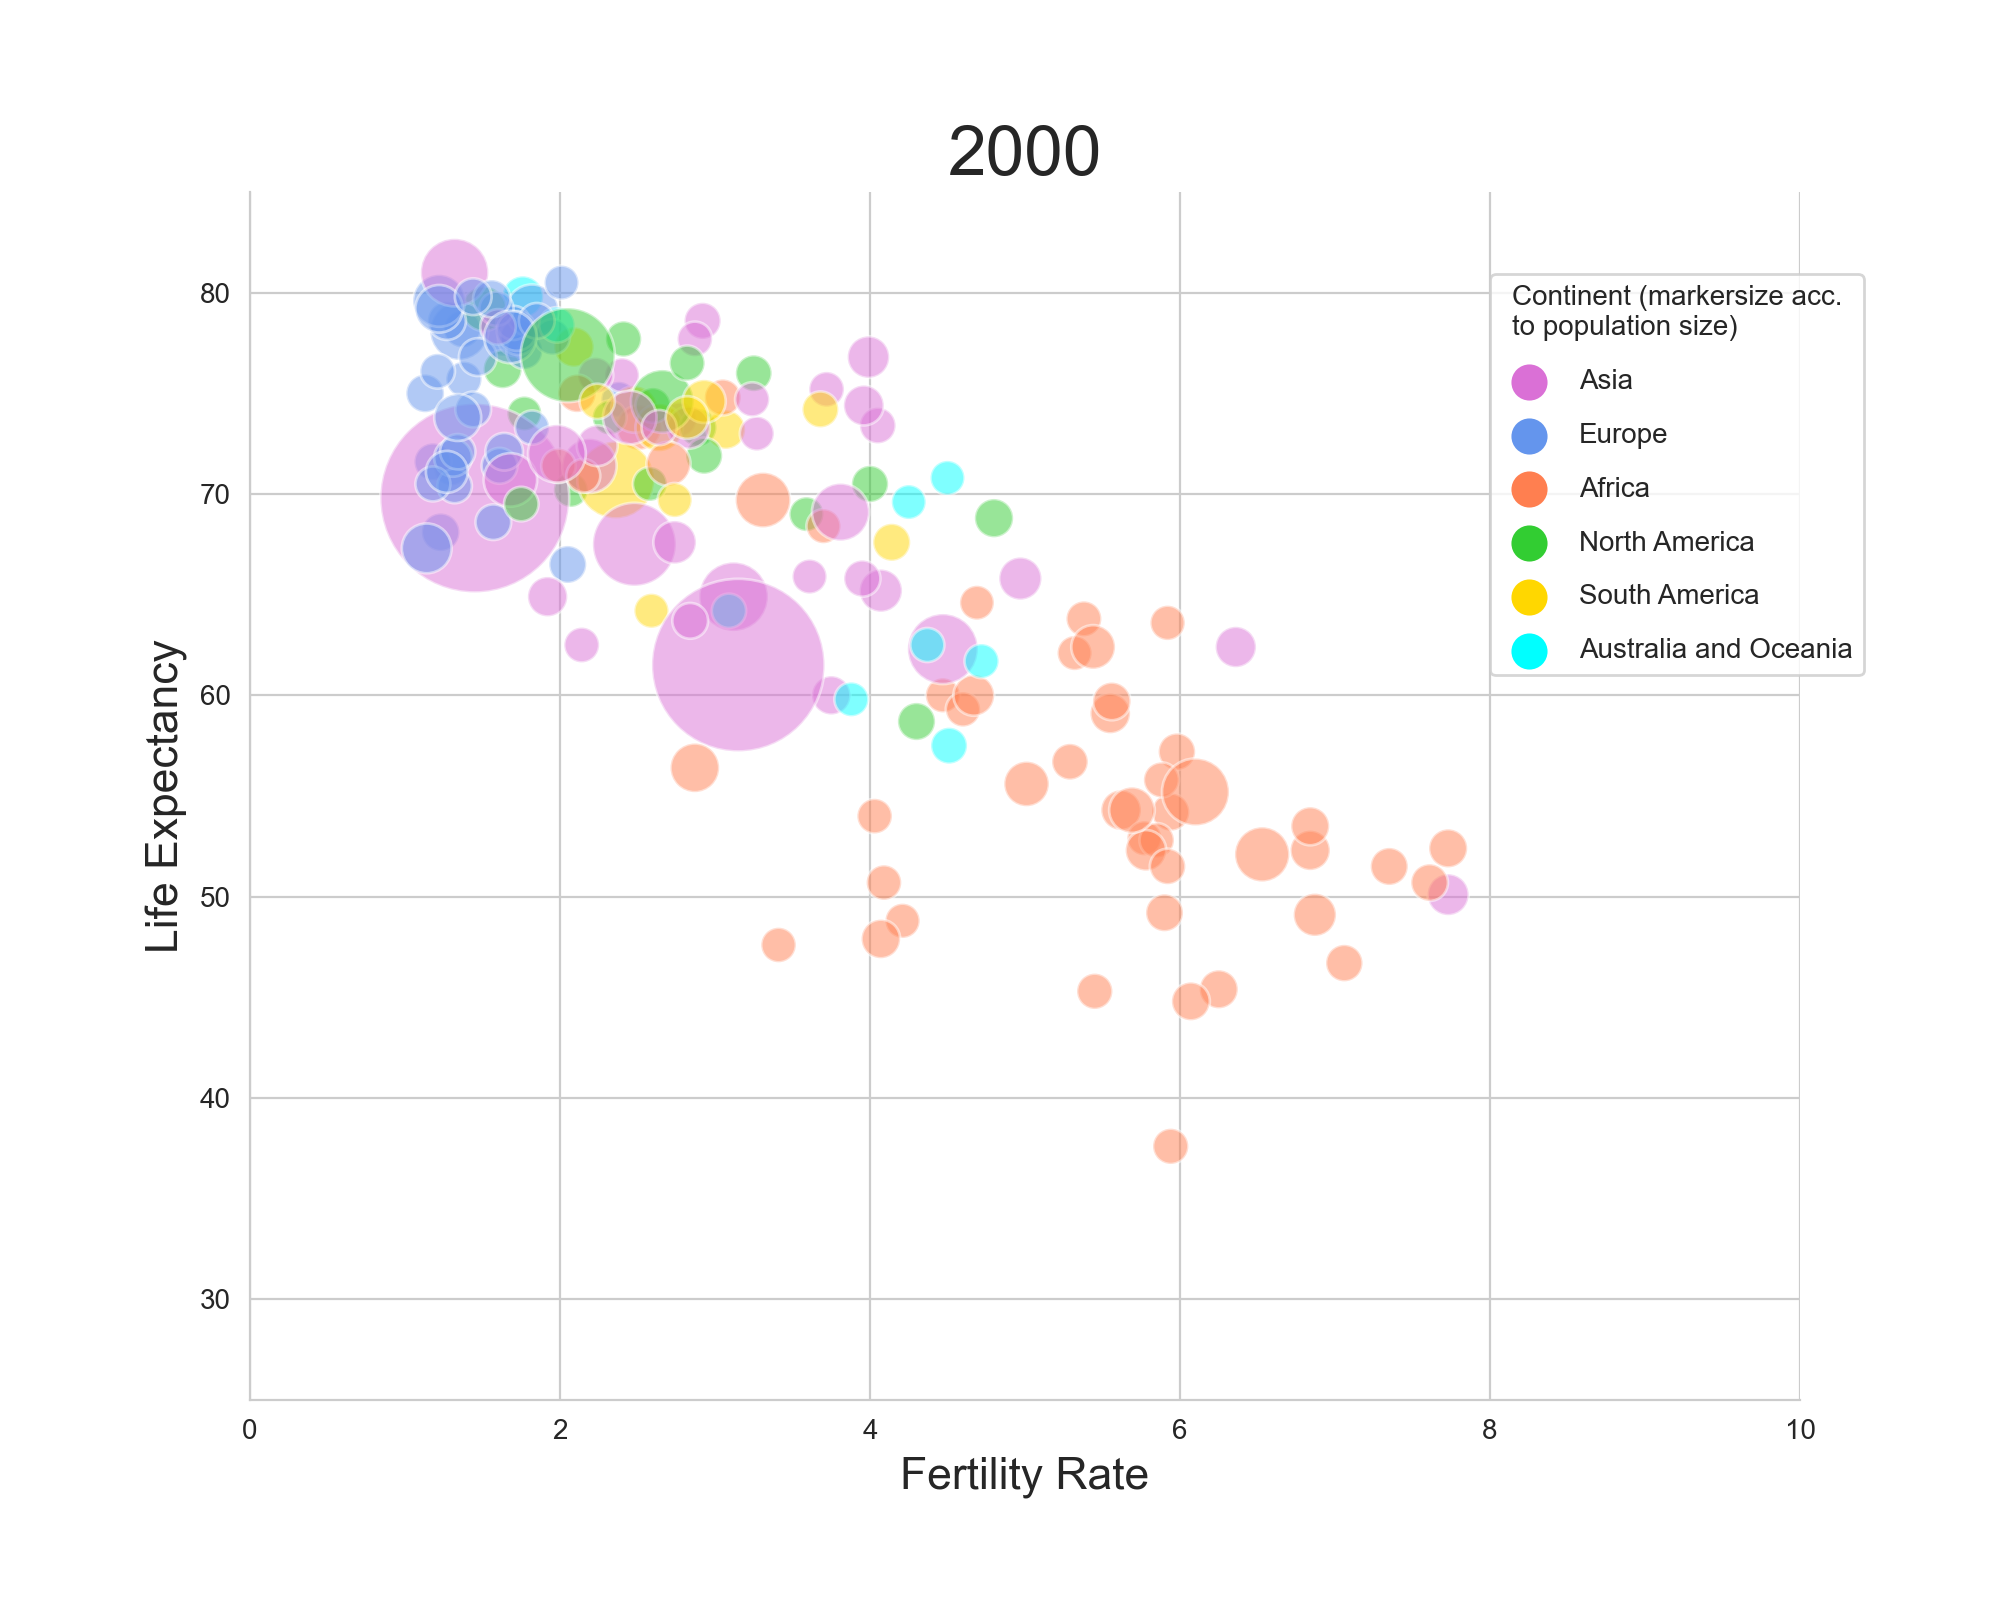 2000
80
70
60
50
40
30
Life Expectancy
0 2 4 6 8 10
Fertility Rate
Continent (markersize acc.
to population size)
Asia
Europe
Africa
North America
South America
Australia and Oceania